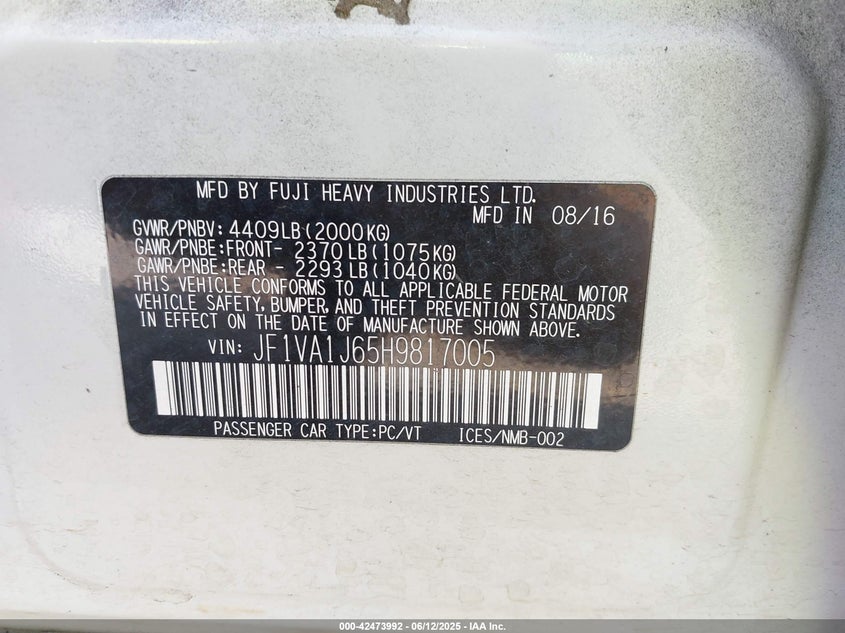 MFD BY FUJI HEAVY INDUSTRIES LTD.
MFD IN 08/16
GVWR/PNBV: 4409LB(2000KG)
GAWR/PNBE:FRONT- 2370LB(1075KG)
GAWR/PNBE:REAR - 2293LB(1040KG)
THIS VEHICLE CONFORMS TO ALL APPLICABLE FEDERAL MOTOR
VEHICLE SAFETY, BUMPER, AND THEFT PREVENTION STANDARDS
IN EFFECT ON THE DATE OF MANUFACTURE SHOWN ABOVE.
VIN: JF1VA1J65H9817005
PASSENGER CAR TYPE:PC/VT ICES/NMB-002
000-42473992 - 06/12/2025 - IAA Inc.